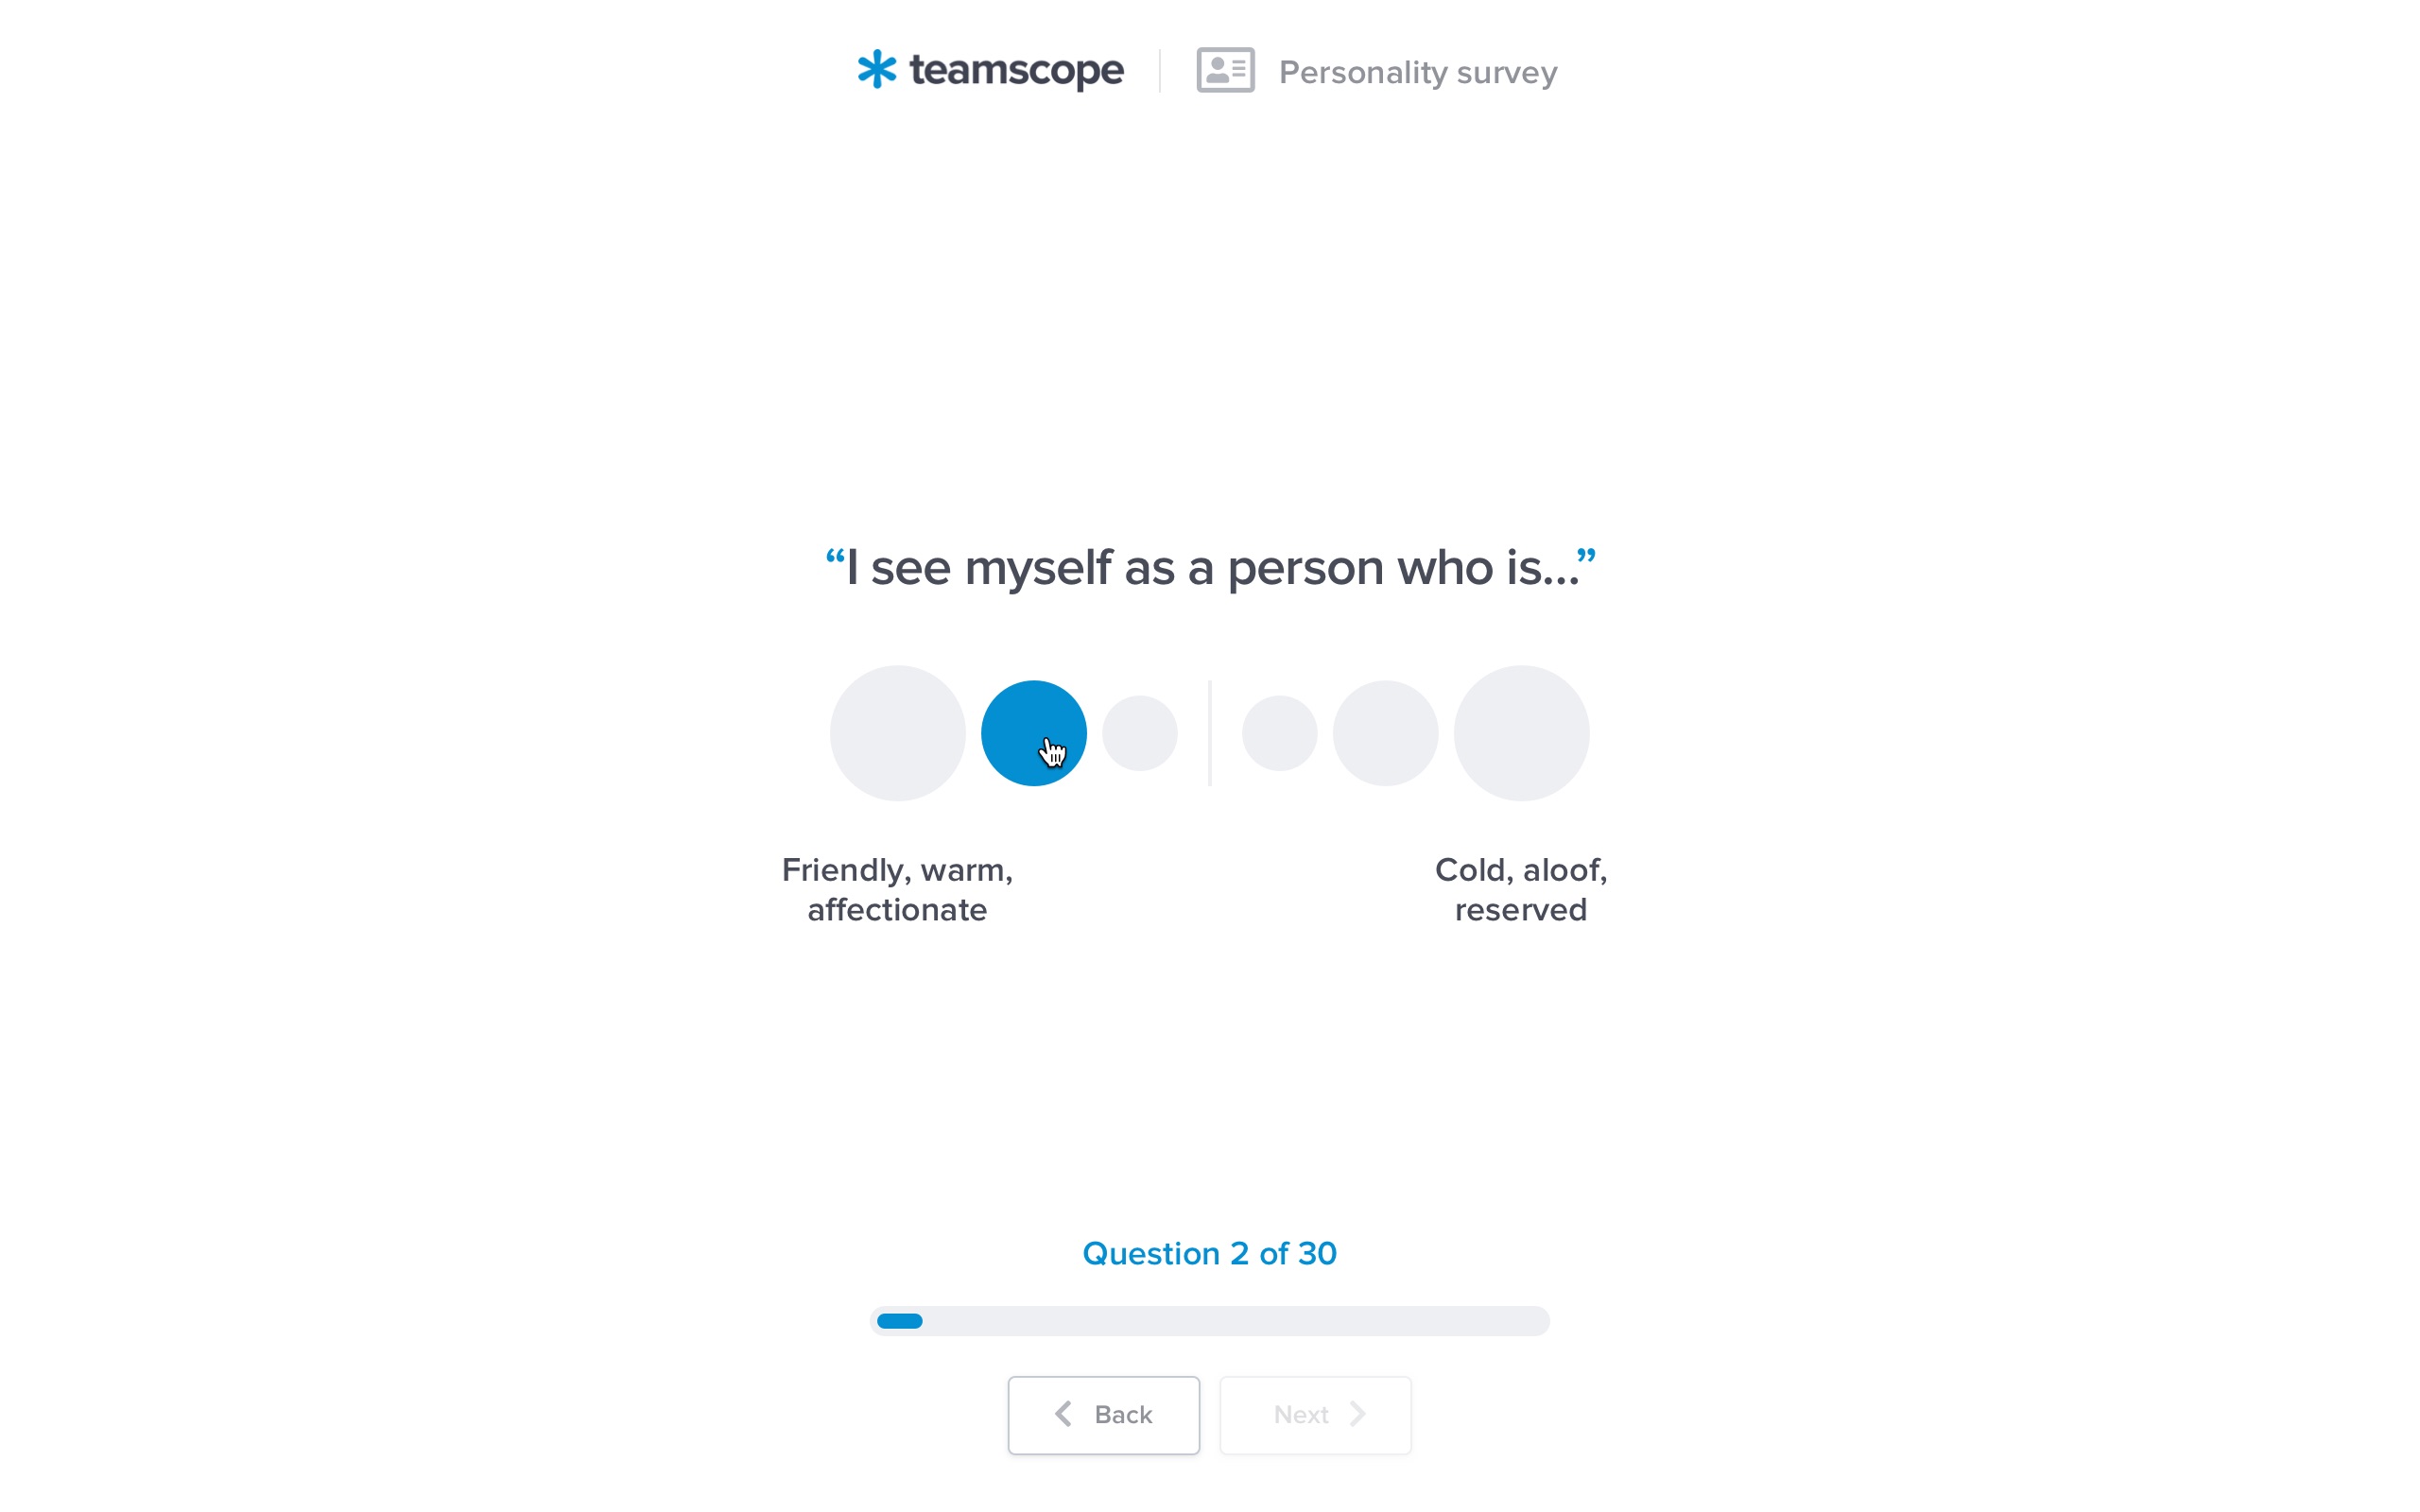 teamscope
Personality survey
“I see myself as a person who is...”
Friendly, warm,
affectionate
Cold, aloof,
reserved
Question 2 of 30
Back
Next